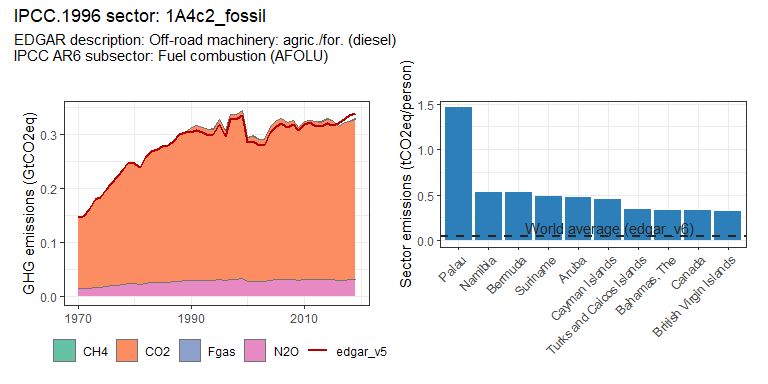 IPCC.1996 sector: 1A4c2_fossil
EDGAR description: Off-road machinery: agric./for. (diesel)
IPCC AR6 subsector: Fuel combustion (AFOLU)
GHG emissions (GtCO2eq)
0.3
0.2
0.1
0.0
1970
1990
2010
CH4
CO2
Fgas
N2O
edgar_v5
Sector emissions (tCO2eq/person)
1.5
1.0
0.5
0.0
World average (edgar_v6)
Palau
Namibia
Bermuda
Suriname
Aruba
Cayman Islands
Turks and Caicos Islands
Bahamas, The
Canada
British Virgin Islands